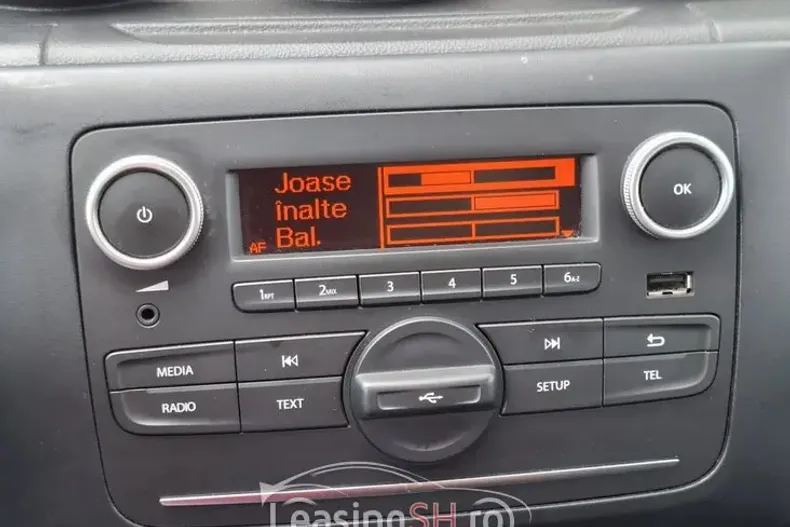 Joase
înalte
AF Bal.
OK
1RPT 2MIX 3 4 5 6A-Z
MEDIA
RADIO TEXT SETUP TEL
LeasingSH.ro